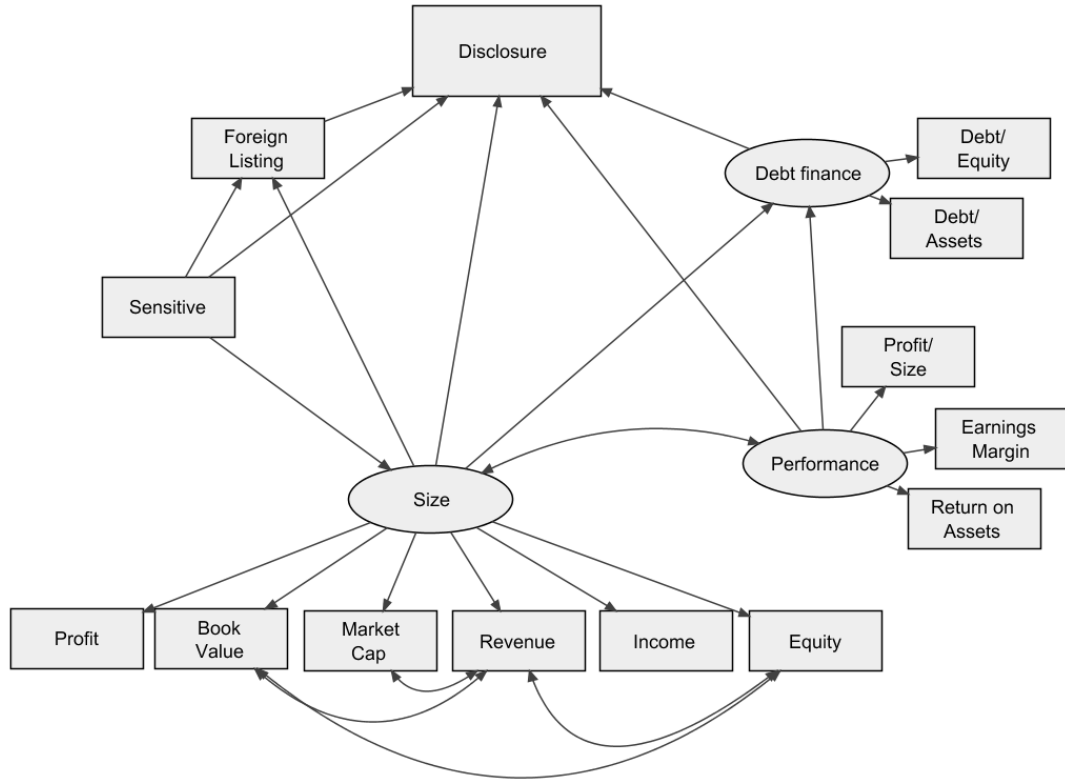 Disclosure
Foreign
Listing
Debt finance
Debt/
Equity
Debt/
Assets
Sensitive
Profit/
Size
Earnings
Margin
Performance
Return on
Assets
Size
Profit
Book
Value
Market
Cap
Revenue
Income
Equity